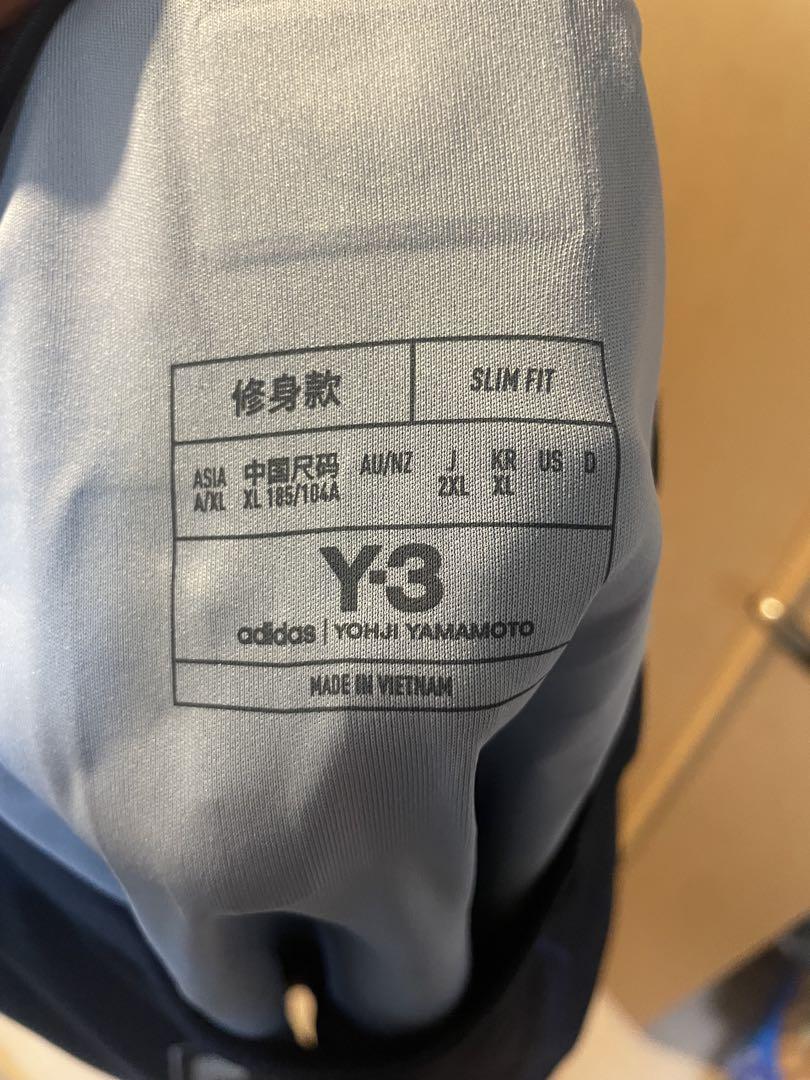 修身款 SLIM FIT
ASIA 中国尺码 AU/NZ J KR US D
A/XL XL 185/104A 2XL XL
Y-3
adidas | YOHJI YAMAMOTO
MADE IN VIETNAM